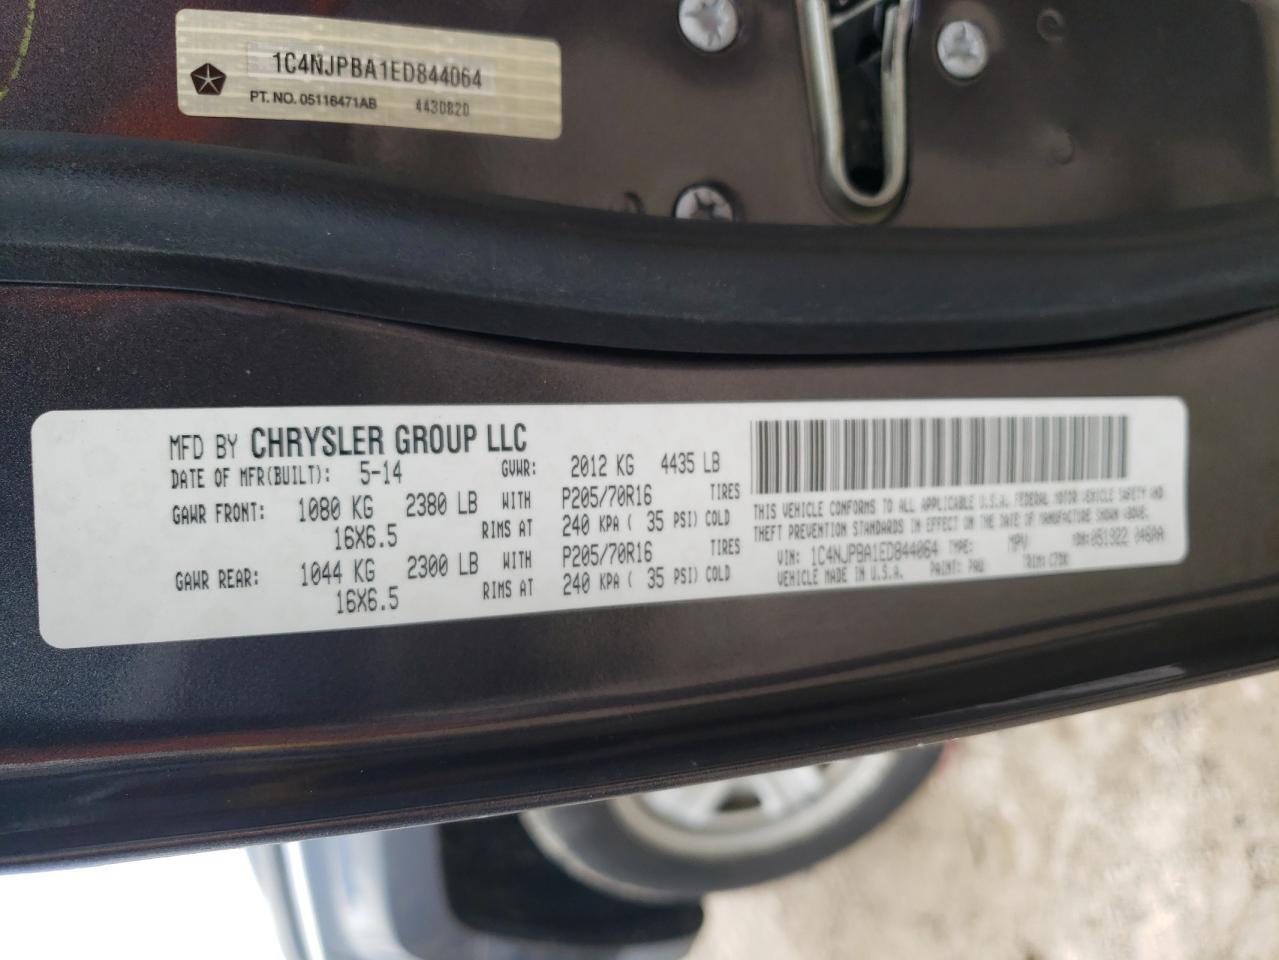 1C4NJPBA1ED844064
PT. NO. 05116471AB 4430820
MFD BY CHRYSLER GROUP LLC
DATE OF MFR(BUILT): 5-14 GVWR: 2012 KG 4435 LB
GAWR FRONT: 1080 KG 2380 LB WITH P205/70R16 TIRES
16X6.5 RIMS AT 240 KPA ( 35 PSI) COLD
GAWR REAR: 1044 KG 2300 LB WITH P205/70R16 TIRES
16X6.5 RIMS AT 240 KPA ( 35 PSI) COLD
THIS VEHICLE CONFORMS TO ALL APPLICABLE U.S.A. FEDERAL MOTOR VEHICLE SAFETY AND
THEFT PREVENTION STANDARDS IN EFFECT ON THE DATE OF MANUFACTURE SHOWN ABOVE.
VIN: 1C4NJPBA1ED844064 TYPE: MPV
VEHICLE MADE IN U.S.A. PAINT: TRIM: